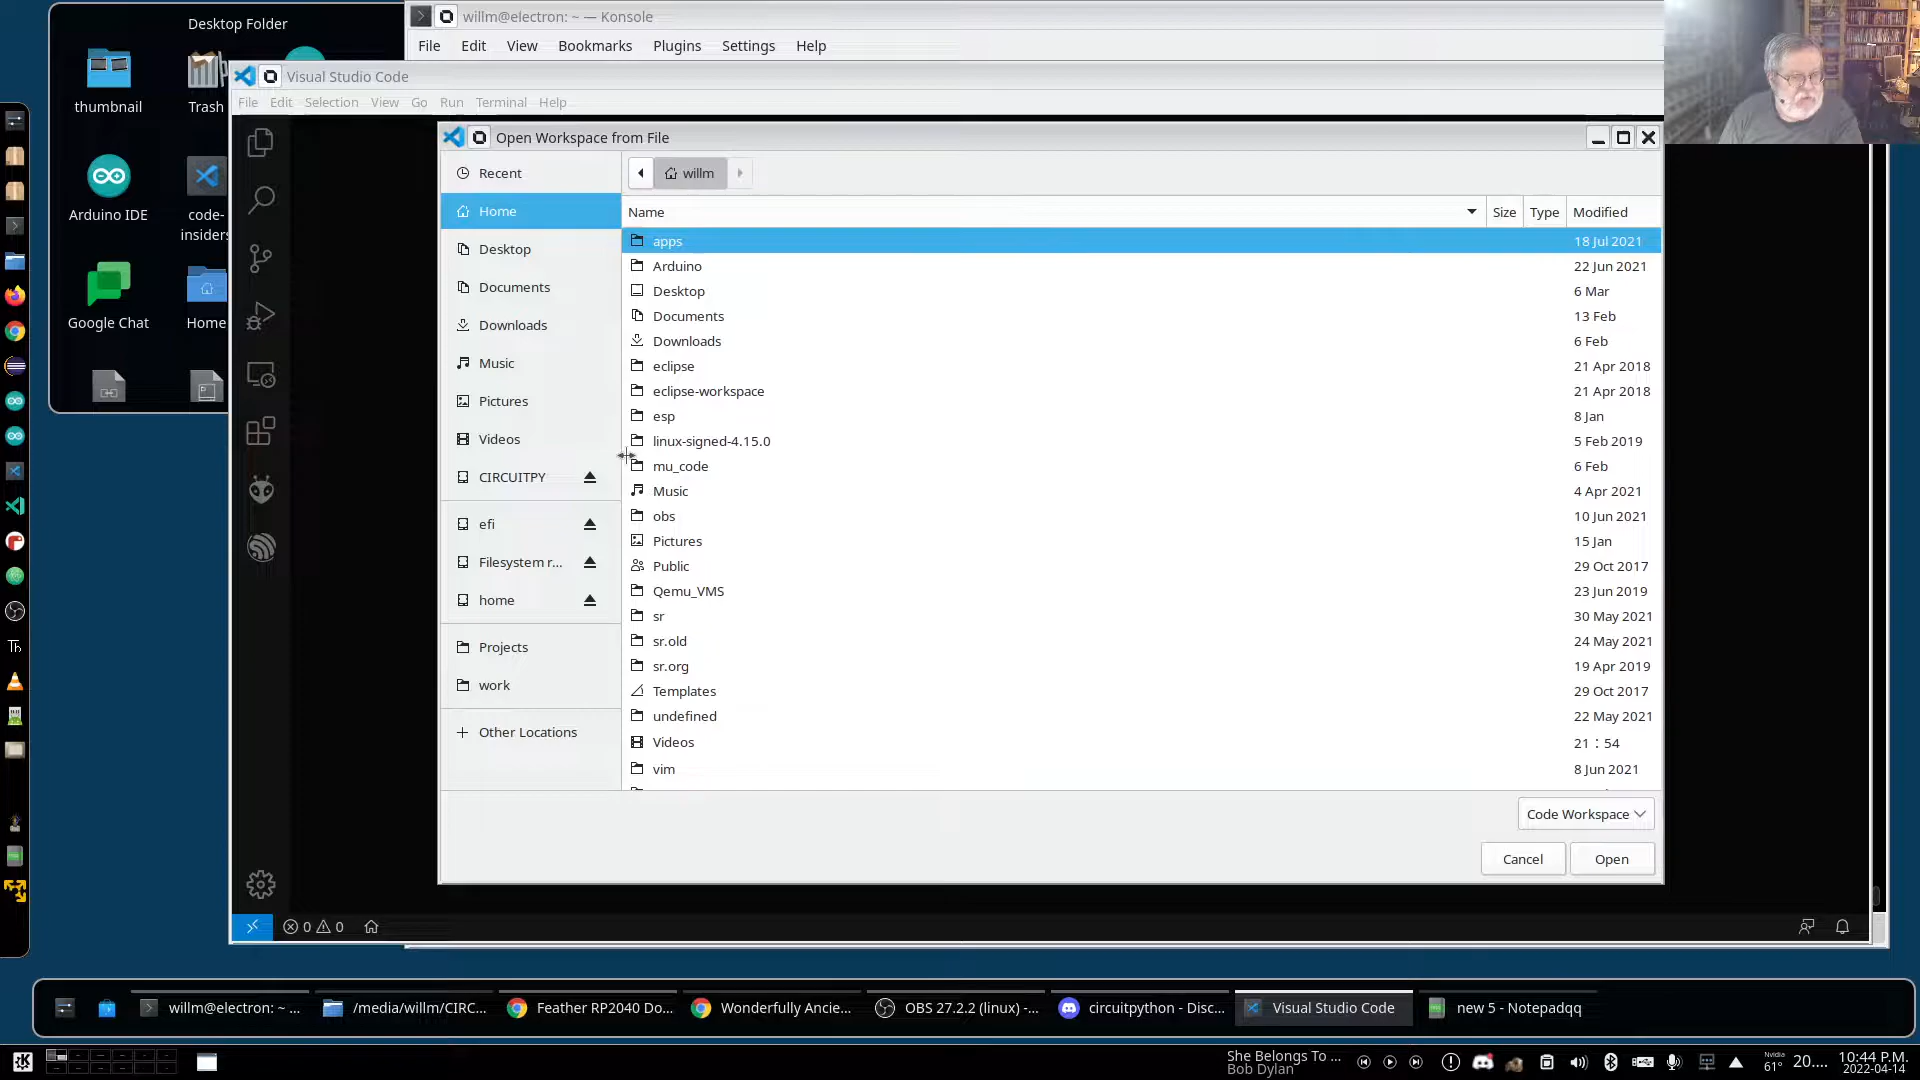 Desktop Folder
thumbnail
Trash
Arduino IDE
code-
insiders
Google Chat
Home
willm@electron: ~ — Konsole
File Edit View Bookmarks Plugins Settings Help
Visual Studio Code
File Edit Selection View Go Run Terminal Help
Open Workspace from File
Recent
Home
Desktop
Documents
Downloads
Music
Pictures
Videos
CIRCUITPY
efi
Filesystem r...
home
Projects
work
Other Locations
willm
Name Size Type Modified
apps 18 Jul 2021
Arduino 22 Jun 2021
Desktop 6 Mar
Documents 13 Feb
Downloads 6 Feb
eclipse 21 Apr 2018
eclipse-workspace 21 Apr 2018
esp 8 Jan
linux-signed-4.15.0 5 Feb 2019
mu_code 6 Feb
Music 4 Apr 2021
obs 10 Jun 2021
Pictures 15 Jan
Public 29 Oct 2017
Qemu_VMS 23 Jun 2019
sr 30 May 2021
sr.old 24 May 2021
sr.org 19 Apr 2019
Templates 29 Oct 2017
undefined 22 May 2021
Videos 21 : 54
vim 8 Jun 2021
Code Workspace
Cancel Open
0 0
willm@electron: ~ ...
/media/willm/CIRC...
Feather RP2040 Do...
Wonderfully Ancie...
OBS 27.2.2 (linux) -...
circuitpython - Disc...
Visual Studio Code
new 5 - Notepadqq
She Belongs To ...
Bob Dylan
Nvidia
61°
20....
10:44 P.M.
2022-04-14